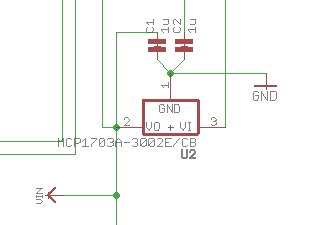 C1
1u
C2
1u
1
GND
GND
2
VO + VI
3
MCP1703A-3002E/CB
U2
VIN